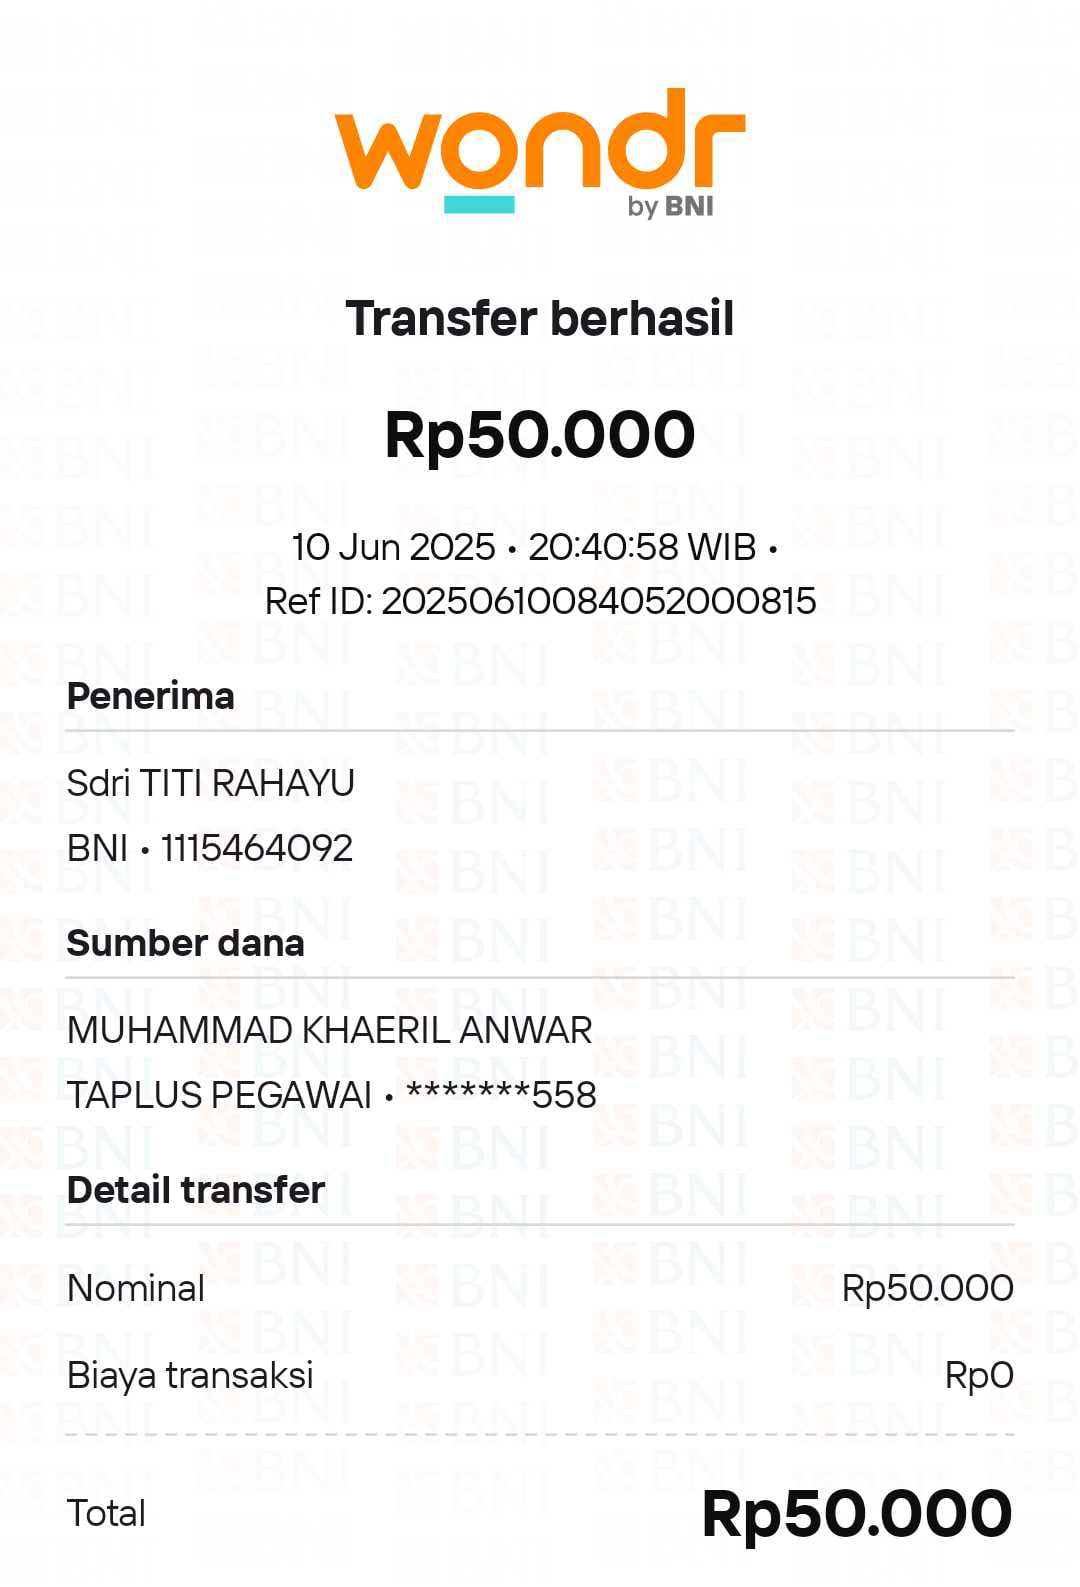 wondr
by BNI
Transfer berhasil
Rp50.000
10 Jun 2025 • 20:40:58 WIB •
Ref ID: 20250610084052000815
Penerima
Sdri TITI RAHAYU
BNI • 1115464092
Sumber dana
MUHAMMAD KHAERIL ANWAR
TAPLUS PEGAWAI • *******558
Detail transfer
Nominal Rp50.000
Biaya transaksi Rp0
Total Rp50.000